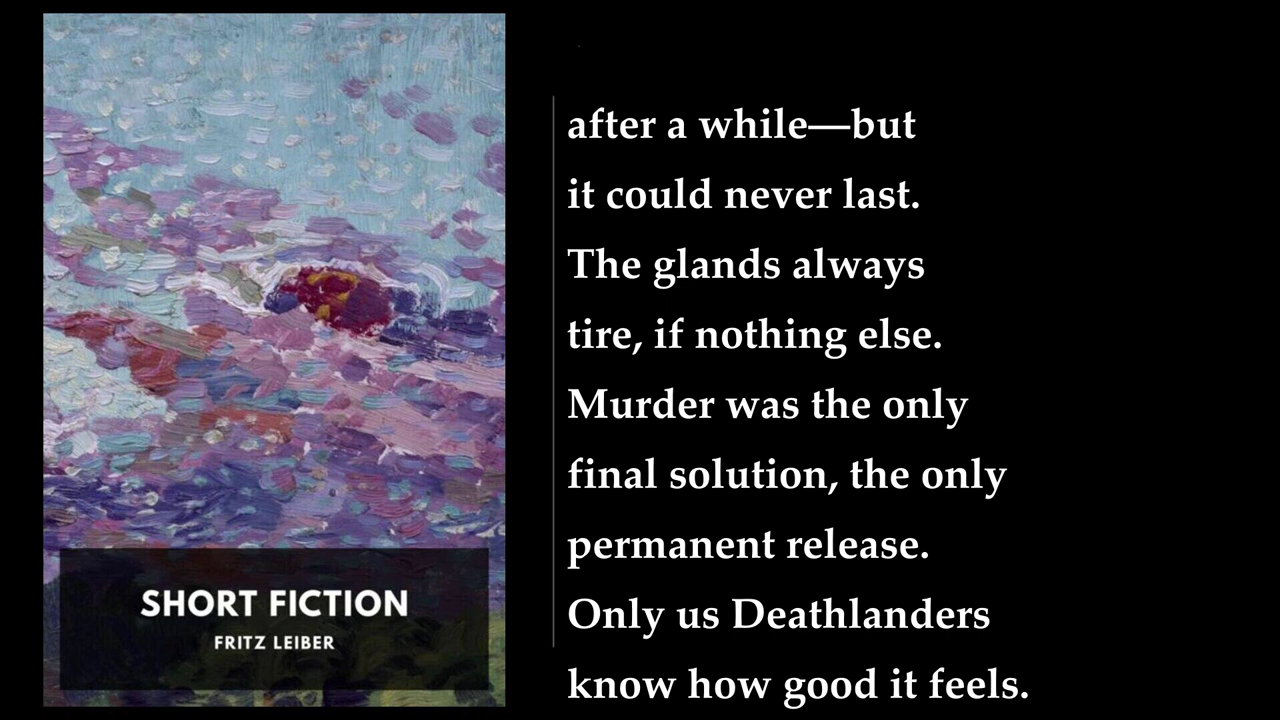 SHORT FICTION
FRITZ LEIBER
after a while—but
it could never last.
The glands always
tire, if nothing else.
Murder was the only
final solution, the only
permanent release.
Only us Deathlanders
know how good it feels.